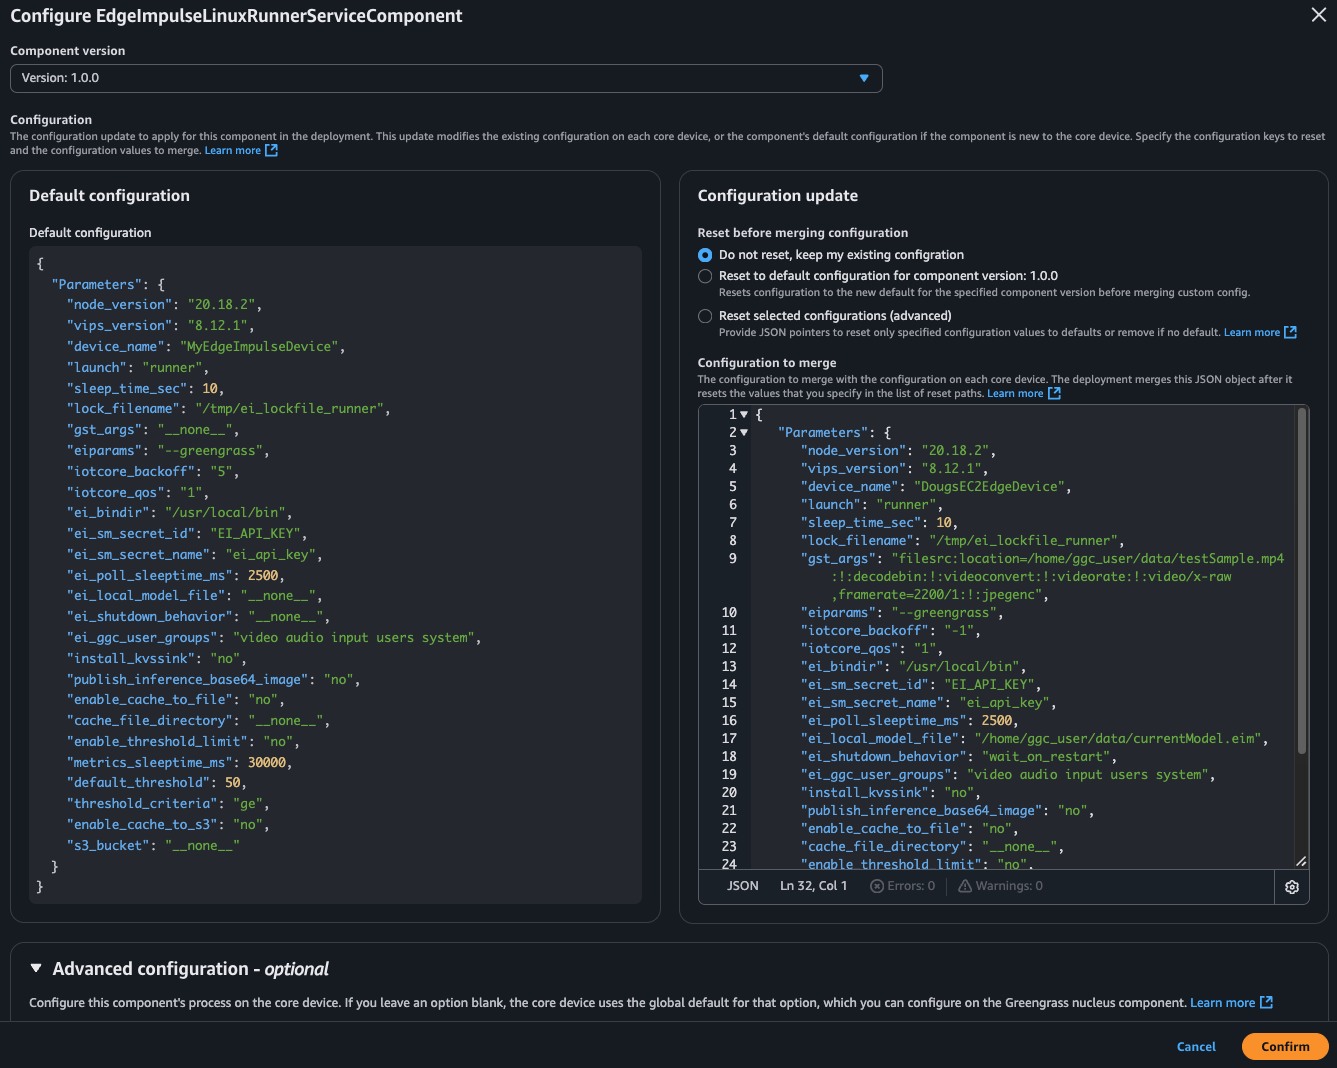 Configure EdgeImpulseLinuxRunnerServiceComponent
Component version
Version: 1.0.0
Configuration
The configuration update to apply for this component in the deployment. This update modifies the existing configuration on each core device, or the component's default configuration if the component is new to the core device. Specify the configuration keys to reset
and the configuration values to merge. Learn more
Default configuration
Default configuration
{
"Parameters": {
"node_version": "20.18.2",
"vips_version": "8.12.1",
"device_name": "MyEdgeImpulseDevice",
"launch": "runner",
"sleep_time_sec": 10,
"lock_filename": "/tmp/ei_lockfile_runner",
"gst_args": "__none__",
"eiparams": "--greengrass",
"iotcore_backoff": "5",
"iotcore_qos": "1",
"ei_bindir": "/usr/local/bin",
"ei_sm_secret_id": "EI_API_KEY",
"ei_sm_secret_name": "ei_api_key",
"ei_poll_sleeptime_ms": 2500,
"ei_local_model_file": "__none__",
"ei_shutdown_behavior": "__none__",
"ei_ggc_user_groups": "video audio input users system",
"install_kvssink": "no",
"publish_inference_base64_image": "no",
"enable_cache_to_file": "no",
"cache_file_directory": "__none__",
"enable_threshold_limit": "no",
"metrics_sleeptime_ms": 30000,
"default_threshold": 50,
"threshold_criteria": "ge",
"enable_cache_to_s3": "no",
"s3_bucket": "__none__"
}
}
Configuration update
Reset before merging configuration
Do not reset, keep my existing configration
Reset to default configuration for component version: 1.0.0
Resets configuration to the new default for the specified component version before merging custom config.
Reset selected configurations (advanced)
Provide JSON pointers to reset only specified configuration values to defaults or remove if no default. Learn more
Configuration to merge
The configuration to merge with the configuration on each core device. The deployment merges this JSON object after it
resets the values that you specify in the list of reset paths. Learn more
1 {
2 "Parameters": {
3 "node_version": "20.18.2",
4 "vips_version": "8.12.1",
5 "device_name": "DougsEC2EdgeDevice",
6 "launch": "runner",
7 "sleep_time_sec": 10,
8 "lock_filename": "/tmp/ei_lockfile_runner",
9 "gst_args": "filesrc:location=/home/ggc_user/data/testSample.mp4
:!:decodebin:!:videoconvert:!:videorate:!:video/x-raw
,framerate=2200/1:!:jpegenc",
10 "eiparams": "--greengrass",
11 "iotcore_backoff": "-1",
12 "iotcore_qos": "1",
13 "ei_bindir": "/usr/local/bin",
14 "ei_sm_secret_id": "EI_API_KEY",
15 "ei_sm_secret_name": "ei_api_key",
16 "ei_poll_sleeptime_ms": 2500,
17 "ei_local_model_file": "/home/ggc_user/data/currentModel.eim",
18 "ei_shutdown_behavior": "wait_on_restart",
19 "ei_ggc_user_groups": "video audio input users system",
20 "install_kvssink": "no",
21 "publish_inference_base64_image": "no",
22 "enable_cache_to_file": "no",
23 "cache_file_directory": "__none__",
24 "enable_threshold_limit": "no",
JSON Ln 32, Col 1 Errors: 0 Warnings: 0
Advanced configuration - optional
Configure this component's process on the core device. If you leave an option blank, the core device uses the global default for that option, which you can configure on the Greengrass nucleus component. Learn more
Cancel Confirm